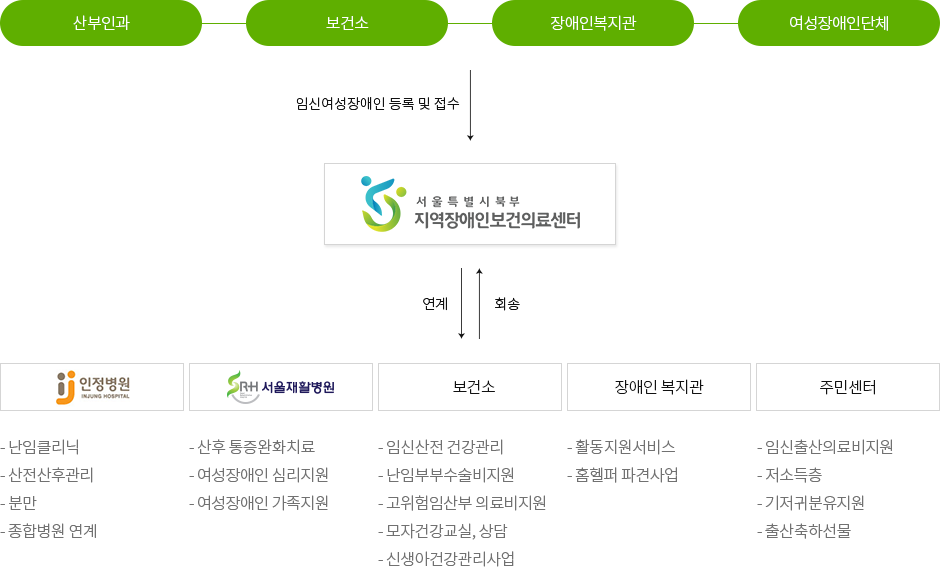 산부인과
보건소
장애인복지관
여성장애인단체
임신여성장애인 등록 및 접수
서울특별시북부
지역장애인보건의료센터
연계
회송
인정병원
INJUNG HOSPITAL
SRH 서울재활병원
보건소
장애인 복지관
주민센터
- 난임클리닉
- 산전산후관리
- 분만
- 종합병원 연계
- 산후 통증완화치료
- 여성장애인 심리지원
- 여성장애인 가족지원
- 임신산전 건강관리
- 난임부부수술비지원
- 고위험임산부 의료비지원
- 모자건강교실, 상담
- 신생아건강관리사업
- 활동지원서비스
- 홈헬퍼 파견사업
- 임신출산의료비지원
- 저소득층
- 기저귀분유지원
- 출산축하선물